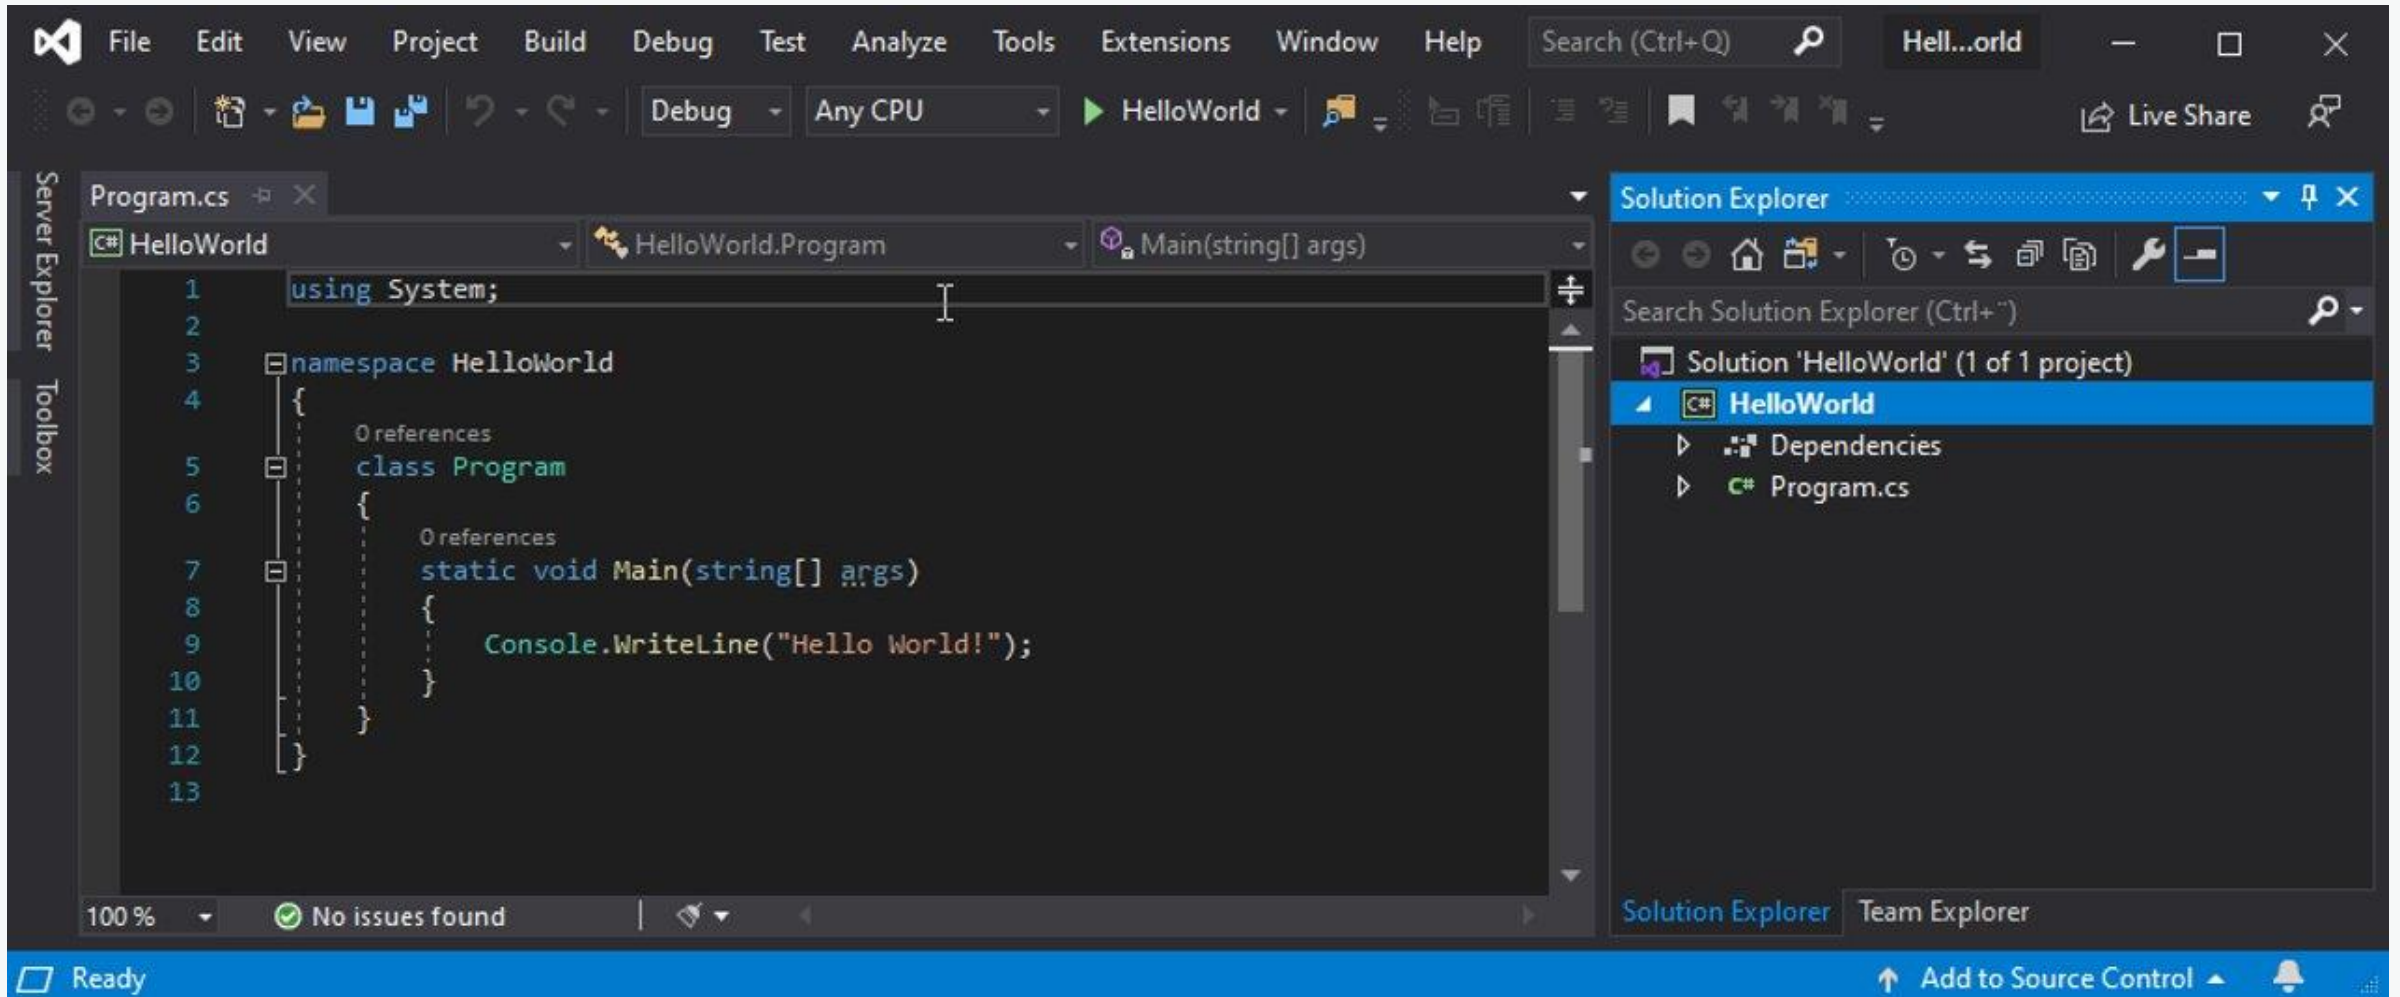 File Edit View Project Build Debug Test Analyze Tools Extensions Window Help Search (Ctrl+Q) Hell...orld
Debug Any CPU HelloWorld Live Share
Server Explorer
Toolbox
Program.cs
C# HelloWorld HelloWorld.Program Main(string[] args)
1 using System;
2
3 namespace HelloWorld
4 {
0 references
5 class Program
6 {
0 references
7 static void Main(string[] args)
8 {
9 Console.WriteLine("Hello World!");
10 }
11 }
12 }
13
100 % No issues found
Solution Explorer
Search Solution Explorer (Ctrl+¨)
Solution 'HelloWorld' (1 of 1 project)
C# HelloWorld
Dependencies
C# Program.cs
Solution Explorer Team Explorer
Ready Add to Source Control